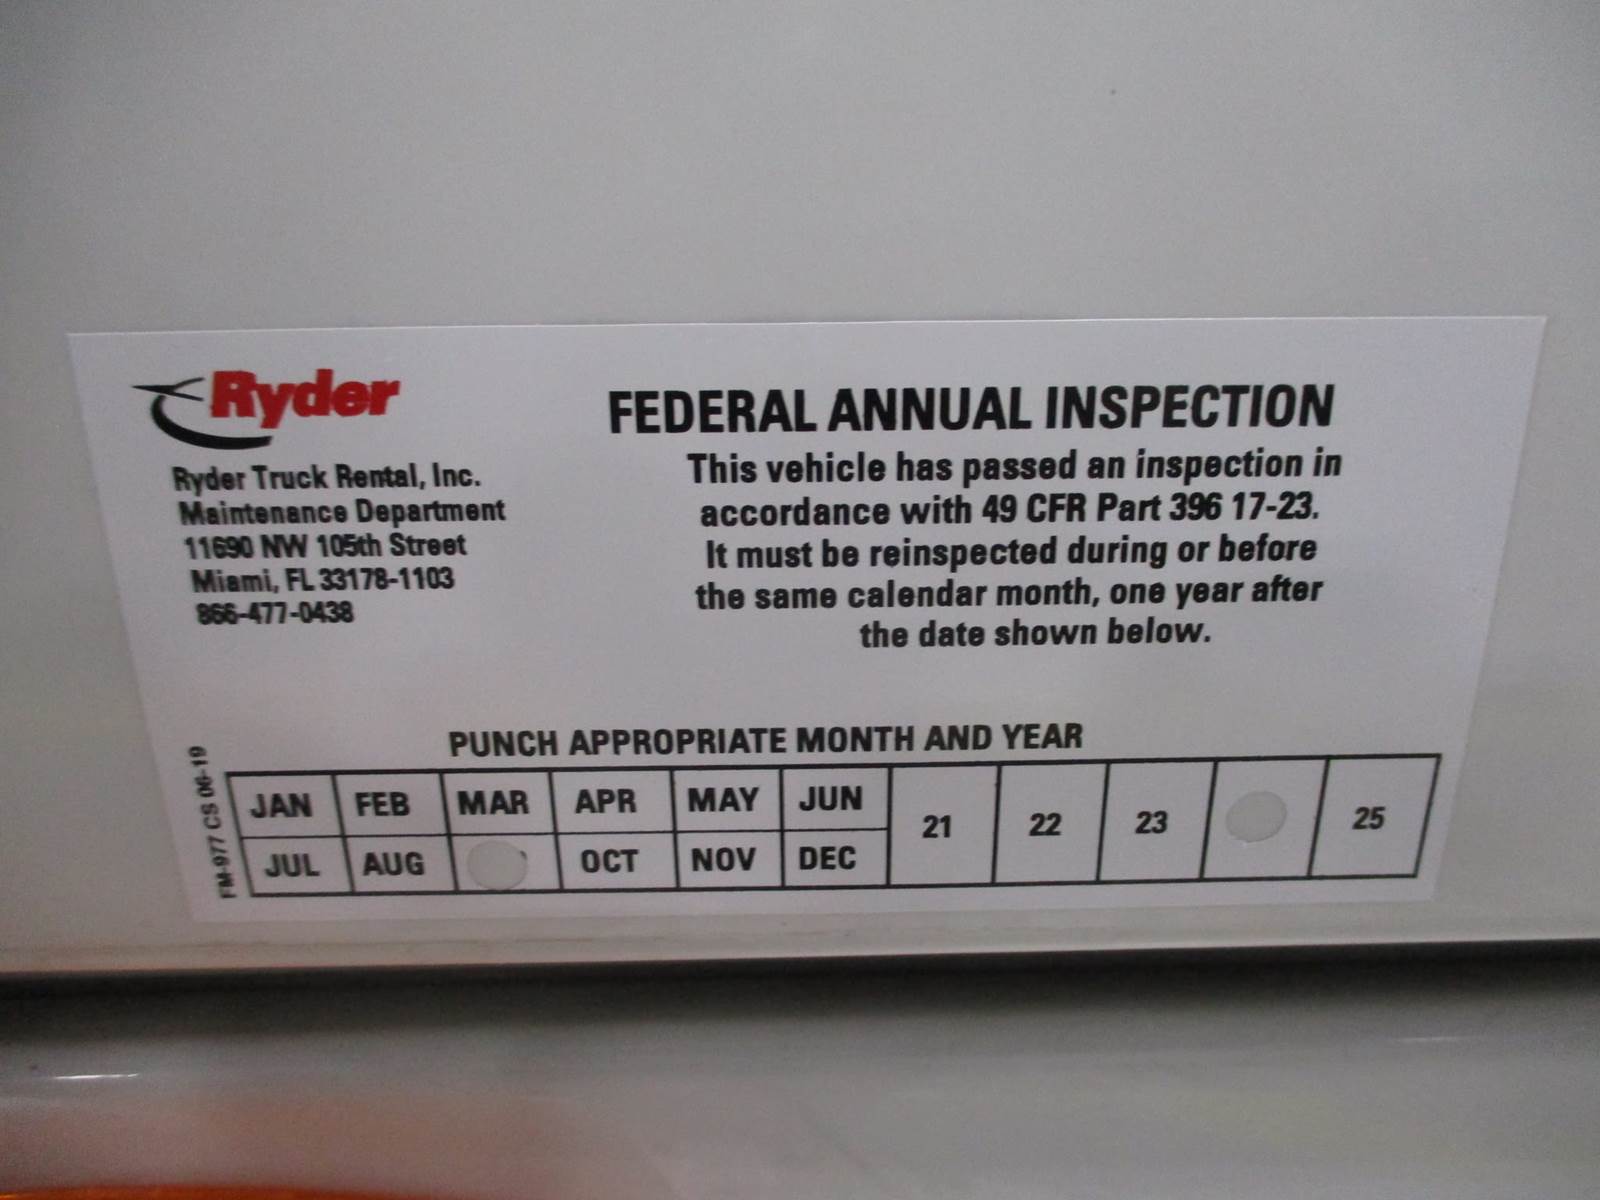 Ryder
Ryder Truck Rental, Inc.
Maintenance Department
11690 NW 105th Street
Miami, FL 33178-1103
866-477-0438
FEDERAL ANNUAL INSPECTION
This vehicle has passed an inspection in
accordance with 49 CFR Part 396 17-23.
It must be reinspected during or before
the same calendar month, one year after
the date shown below.
PUNCH APPROPRIATE MONTH AND YEAR
FM-977 CS 06-19
JAN FEB MAR APR MAY JUN
JUL AUG OCT NOV DEC
21 22 23 25